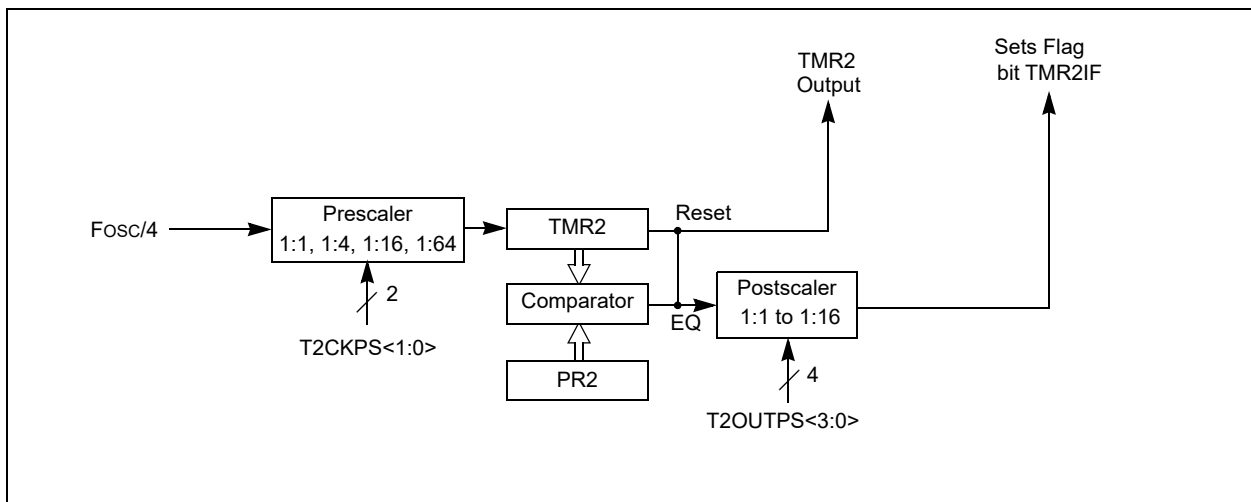 TMR2
Output
Sets Flag
bit TMR2IF
Fosc/4
Prescaler
1:1, 1:4, 1:16, 1:64
2
T2CKPS<1:0>
TMR2
Reset
Comparator
EQ
PR2
Postscaler
1:1 to 1:16
4
T2OUTPS<3:0>